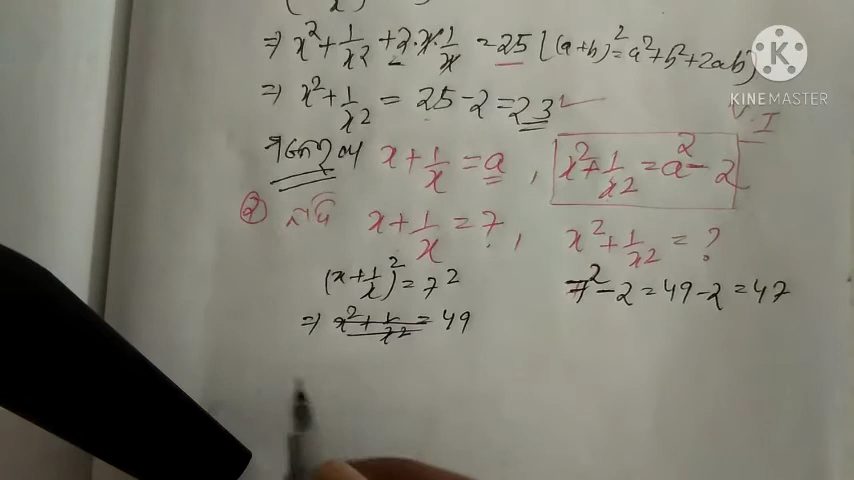 ⇒ x² + 1/x² + 2·x·1/x = 25 [(a+b)² = a²+b²+2ab]
KINEMASTER
⇒ x² + 1/x² = 25 - 2 = 23 ✓
V.I
x + 1/x = a, x² + 1/x² = a² - 2
x + 1/x = 7, x² + 1/x² = ?
(x + 1/x)² = 7² 7² - 2 = 49 - 2 = 47
⇒ x² + 1/x² = 49